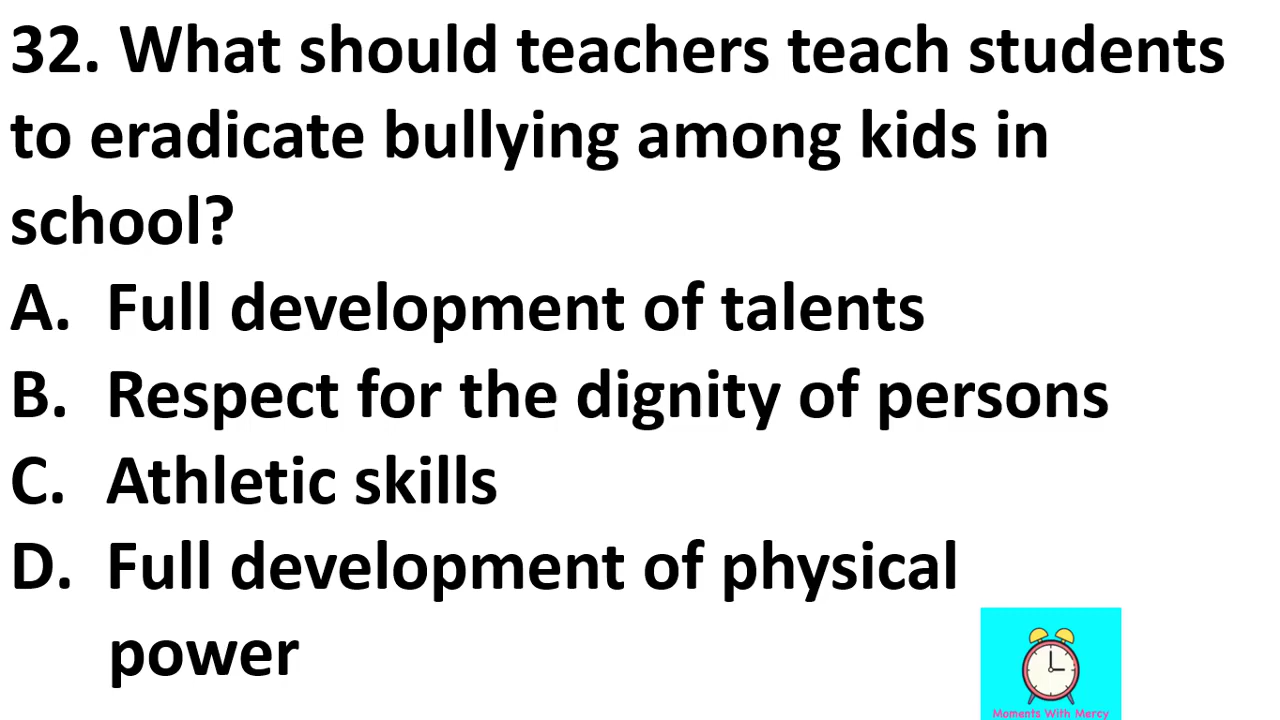 32. What should teachers teach students
to eradicate bullying among kids in
school?
A. Full development of talents
B. Respect for the dignity of persons
C. Athletic skills
D. Full development of physical
power
Moments With Mercy